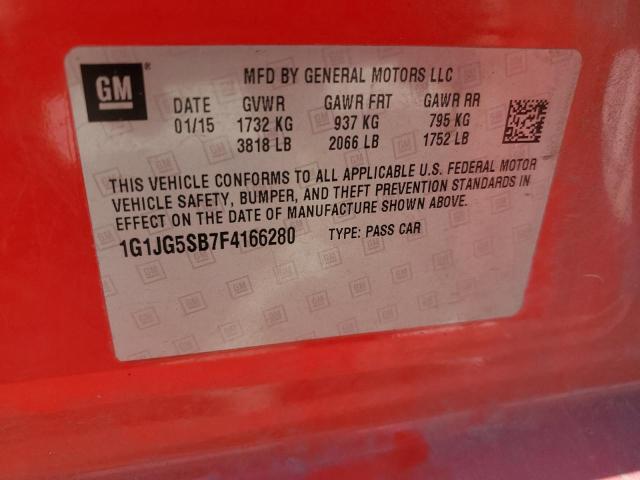 GM ®
MFD BY GENERAL MOTORS LLC
DATE GVWR GAWR FRT GAWR RR
01/15 1732 KG 937 KG 795 KG
3818 LB 2066 LB 1752 LB
THIS VEHICLE CONFORMS TO ALL APPLICABLE U.S. FEDERAL MOTOR
VEHICLE SAFETY, BUMPER, AND THEFT PREVENTION STANDARDS IN
EFFECT ON THE DATE OF MANUFACTURE SHOWN ABOVE.
1G1JG5SB7F4166280 TYPE: PASS CAR